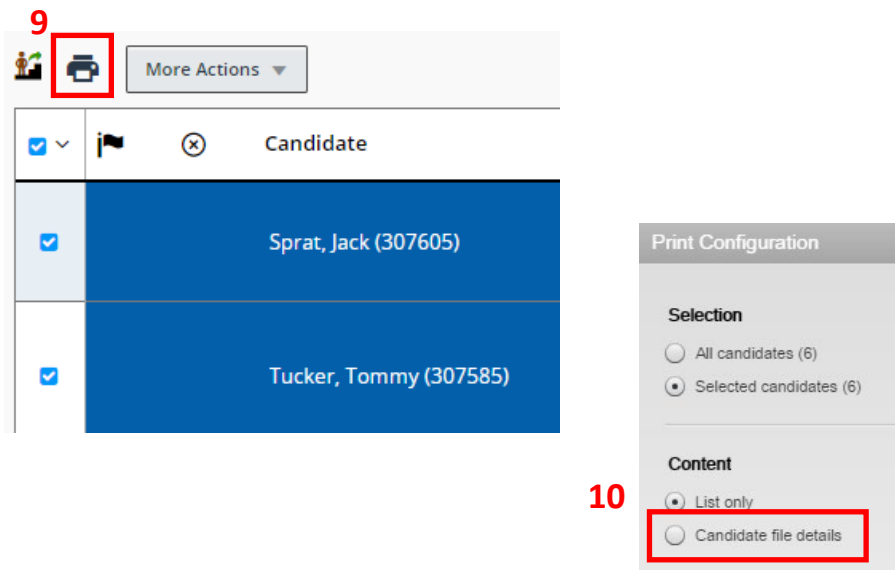 9
More Actions
Candidate
Sprat, Jack (307605)
Tucker, Tommy (307585)
Print Configuration
Selection
All candidates (6)
Selected candidates (6)
Content
10
List only
Candidate file details